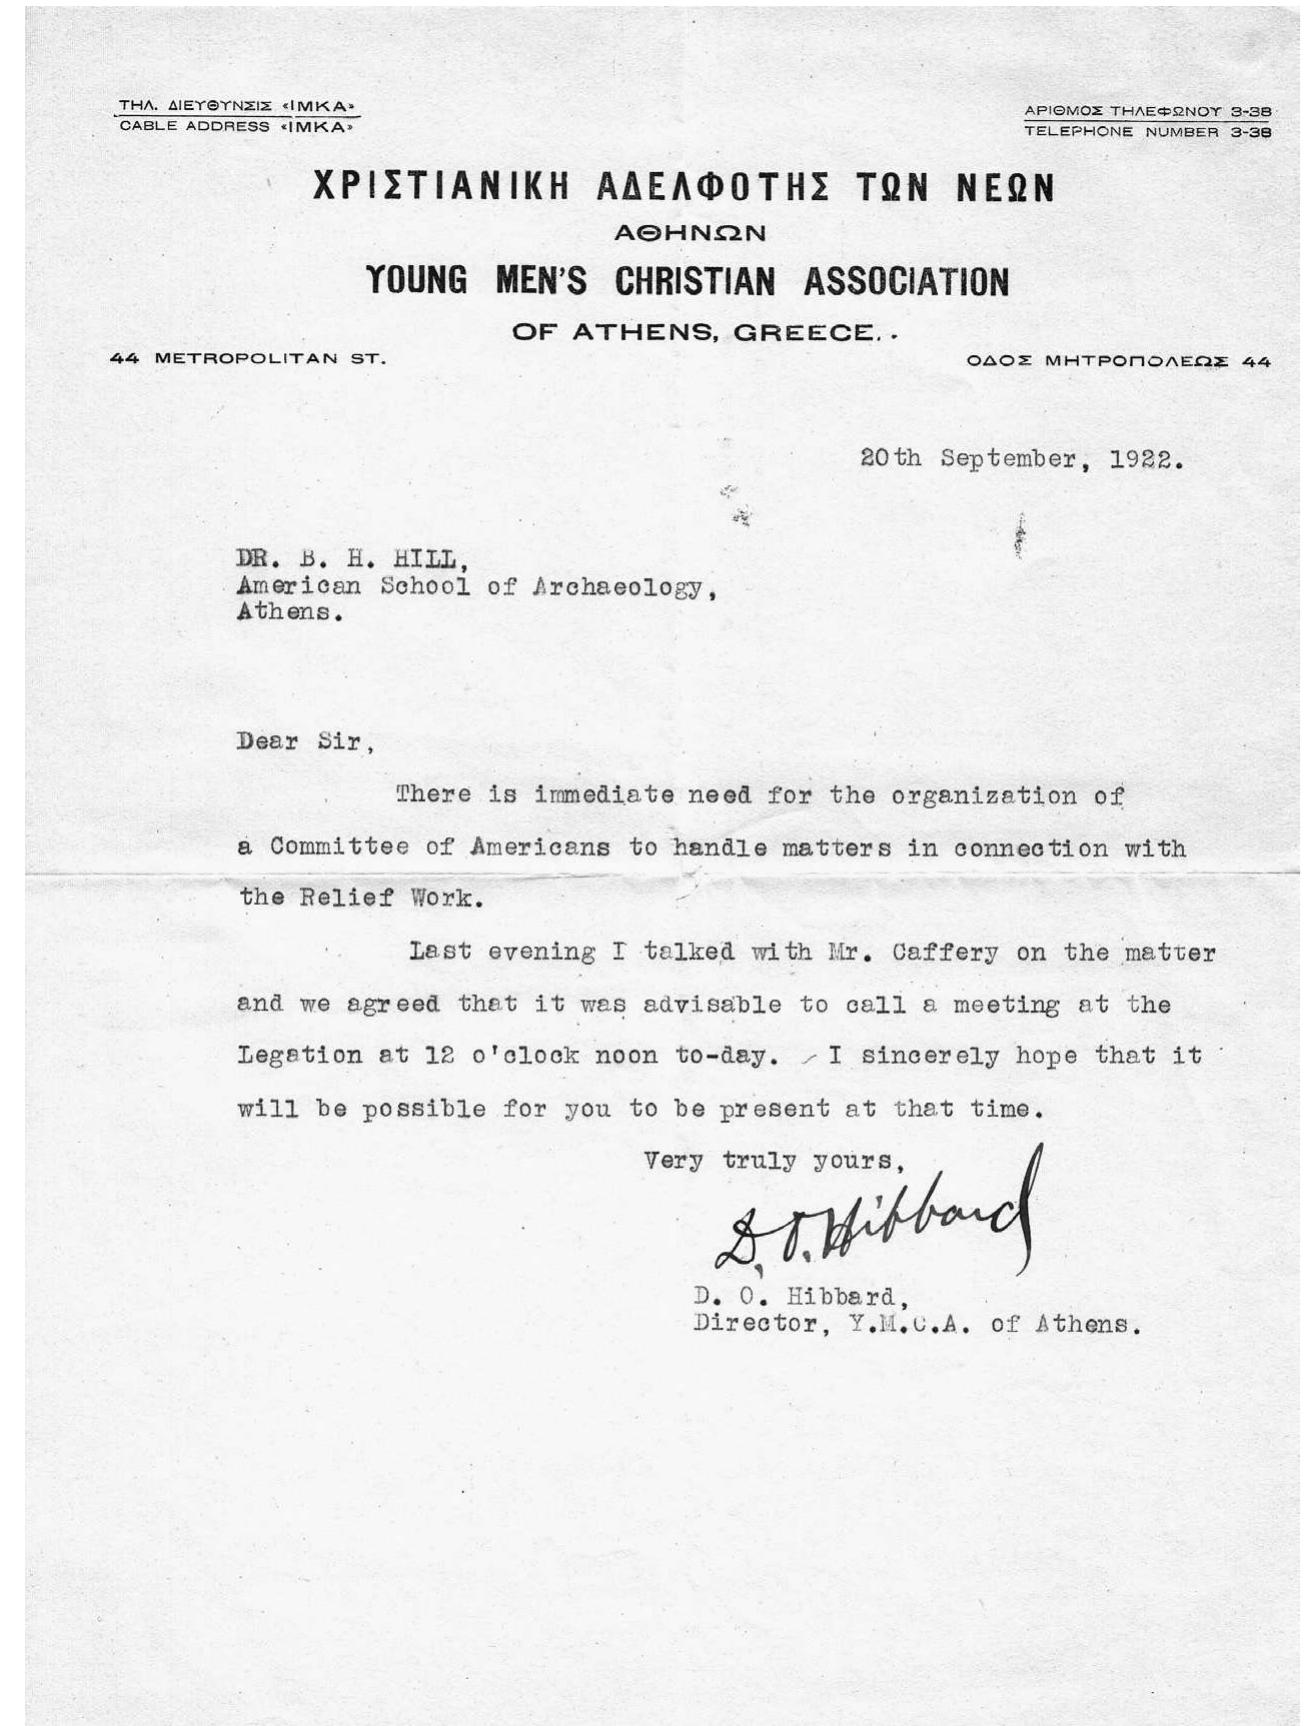 ΤΗΛ. ΔΙΕΥΘΥΝΣΙΣ «ΙΜΚΑ»
CABLE ADDRESS «IMKA»
ΑΡΙΘΜΟΣ ΤΗΛΕΦΩΝΟΥ 3-38
TELEPHONE NUMBER 3-38
ΧΡΙΣΤΙΑΝΙΚΗ ΑΔΕΛΦΟΤΗΣ ΤΩΝ ΝΕΩΝ
ΑΘΗΝΩΝ
YOUNG MEN'S CHRISTIAN ASSOCIATION
OF ATHENS, GREECE..
44 METROPOLITAN ST.
ΟΔΟΣ ΜΗΤΡΟΠΟΛΕΩΣ 44
20th September, 1922.
DR. B. H. HILL,
American School of Archaeology,
Athens.
Dear Sir,
There is immediate need for the organization of
a Committee of Americans to handle matters in connection with
the Relief Work.
Last evening I talked with Mr. Caffery on the matter
and we agreed that it was advisable to call a meeting at the
Legation at 12 o'clock noon to-day. I sincerely hope that it
will be possible for you to be present at that time.
Very truly yours,
D. O. Hibbard
D. O. Hibbard,
Director, Y.M.C.A. of Athens.